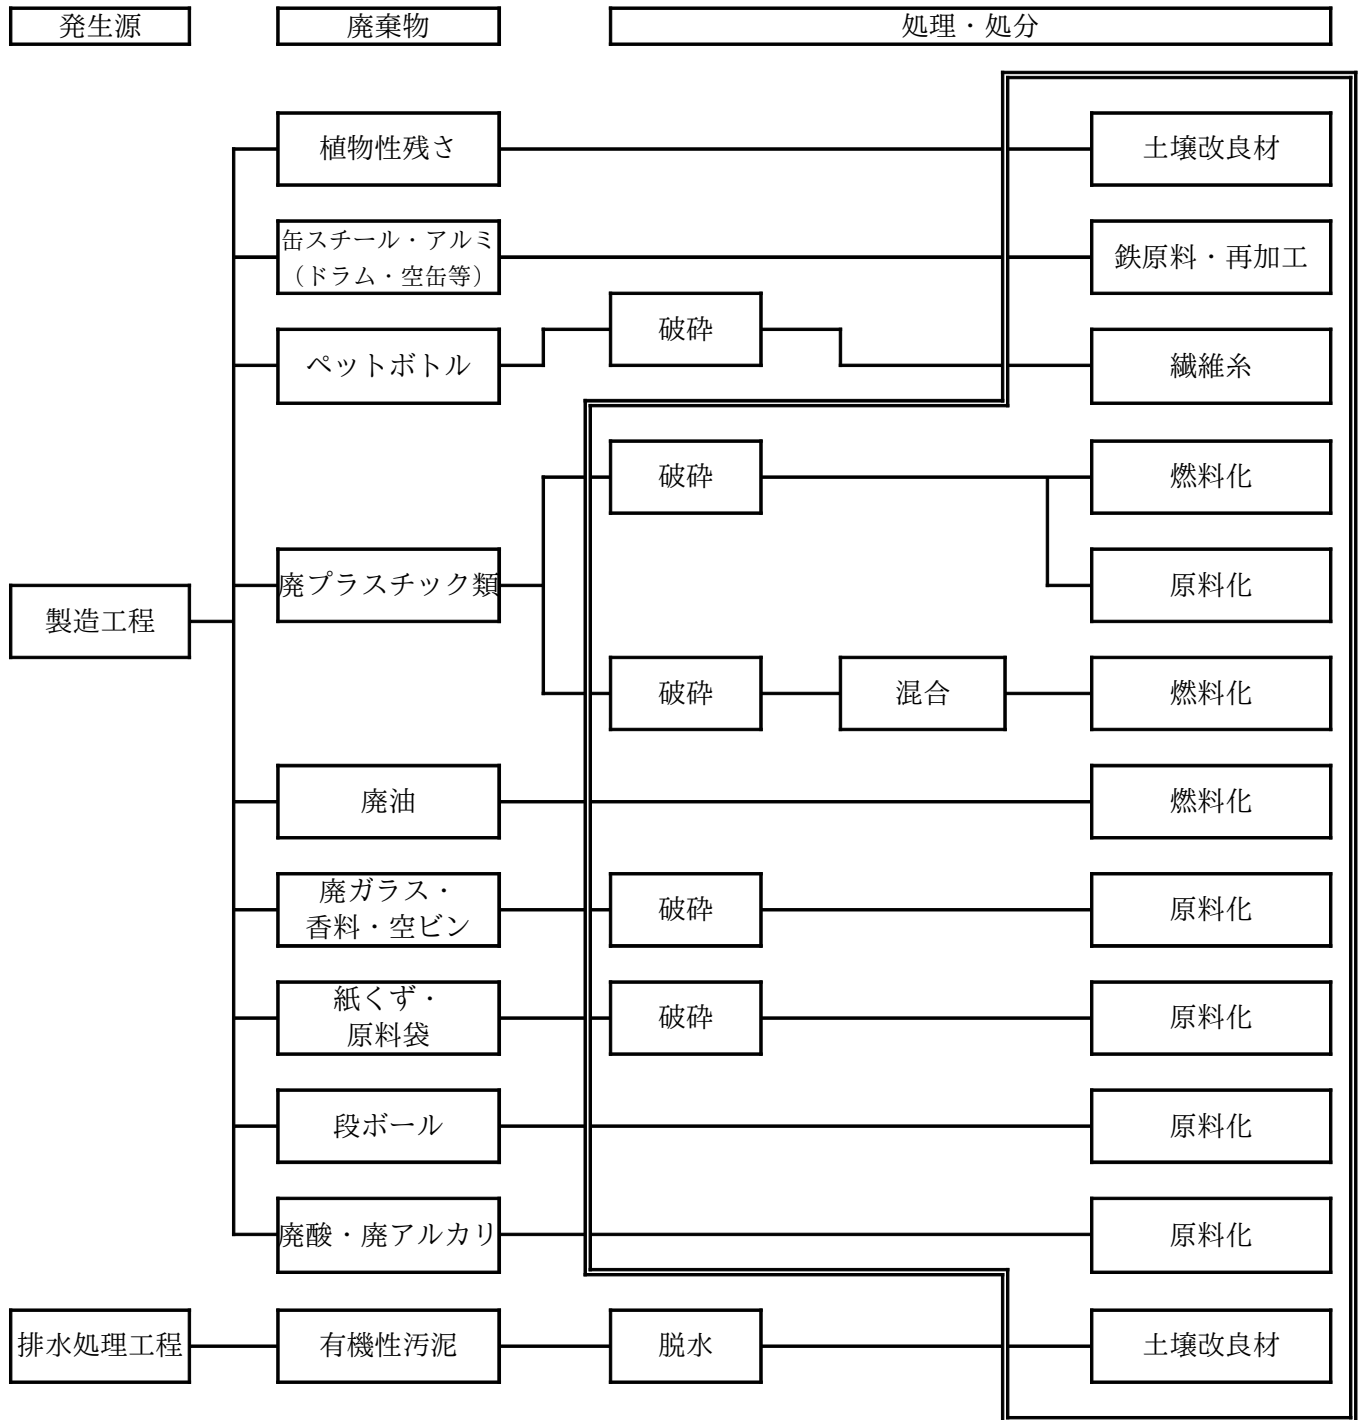 発生源
廃棄物
処理・処分
植物性残さ
土壌改良材
缶スチール・アルミ
（ドラム・空缶等）
鉄原料・再加工
破砕
ペットボトル
繊維糸
破砕
燃料化
廃プラスチック類
原料化
製造工程
破砕
混合
燃料化
廃油
燃料化
廃ガラス・
香料・空ビン
破砕
原料化
紙くず・
原料袋
破砕
原料化
段ボール
原料化
廃酸・廃アルカリ
原料化
排水処理工程
有機性汚泥
脱水
土壌改良材